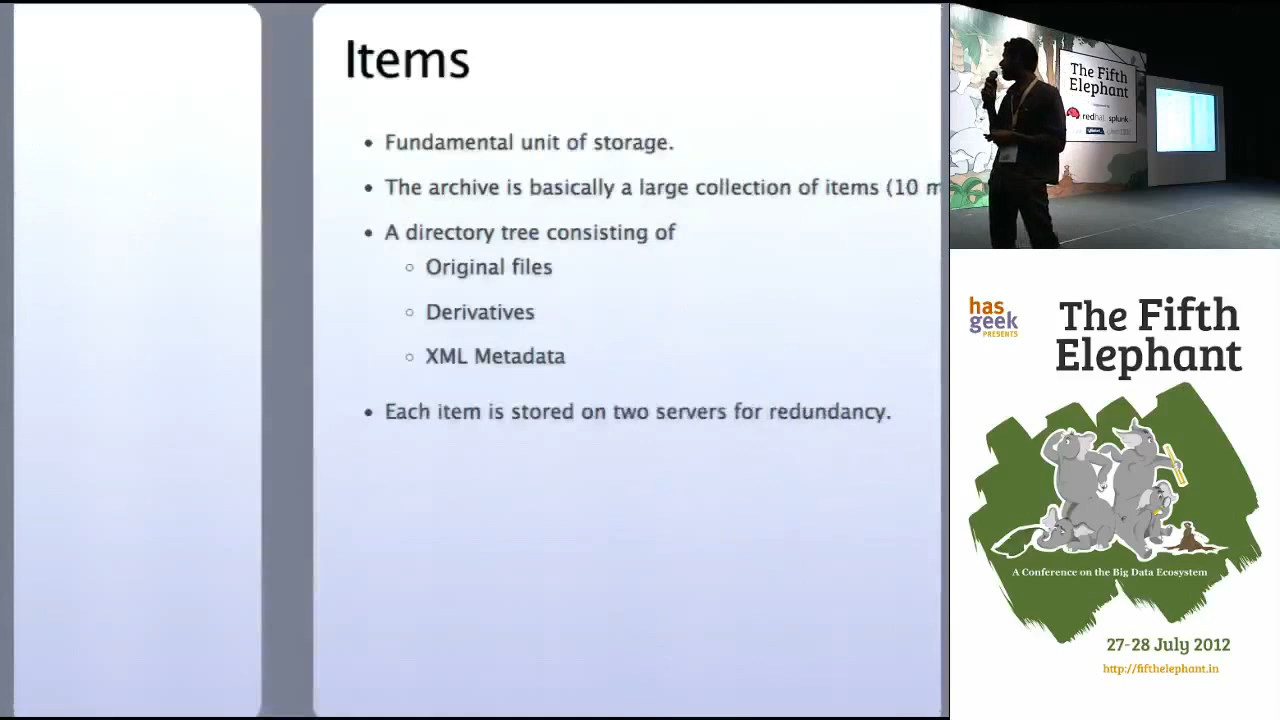 Items
Fundamental unit of storage.
The archive is basically a large collection of items (10 m
A directory tree consisting of
Original files
Derivatives
XML Metadata
Each item is stored on two servers for redundancy.
The Fifth
Elephant
redhat splunk
has
geek
PRESENTS
The Fifth
Elephant
A Conference on the Big Data Ecosystem
27-28 July 2012
http://fifthelephant.in